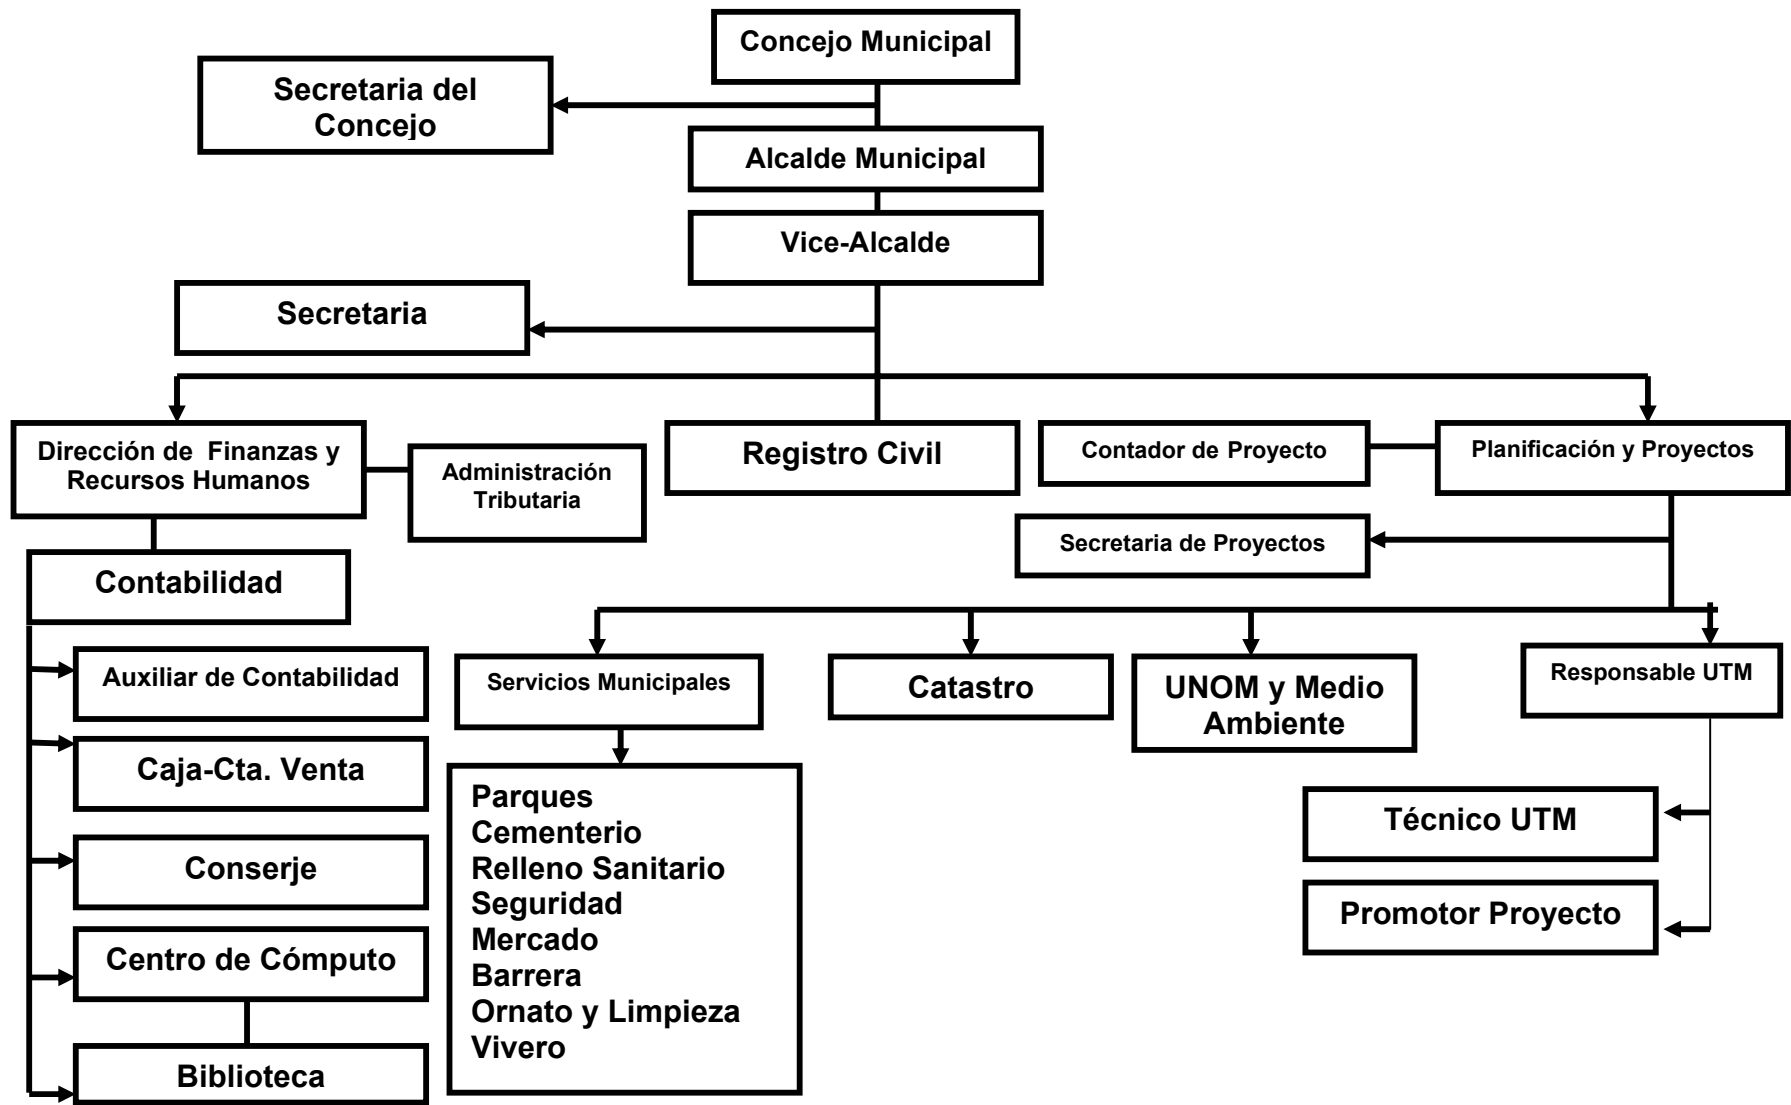 Concejo Municipal
Secretaria del
Concejo
Alcalde Municipal
Vice-Alcalde
Secretaria
Dirección de Finanzas y
Recursos Humanos
Administración
Tributaria
Registro Civil
Contador de Proyecto
Planificación y Proyectos
Secretaria de Proyectos
Contabilidad
Auxiliar de Contabilidad
Caja-Cta. Venta
Conserje
Centro de Cómputo
Biblioteca
Servicios Municipales
Catastro
UNOM y Medio
Ambiente
Responsable UTM
Parques
Cementerio
Relleno Sanitario
Seguridad
Mercado
Barrera
Ornato y Limpieza
Vivero
Técnico UTM
Promotor Proyecto